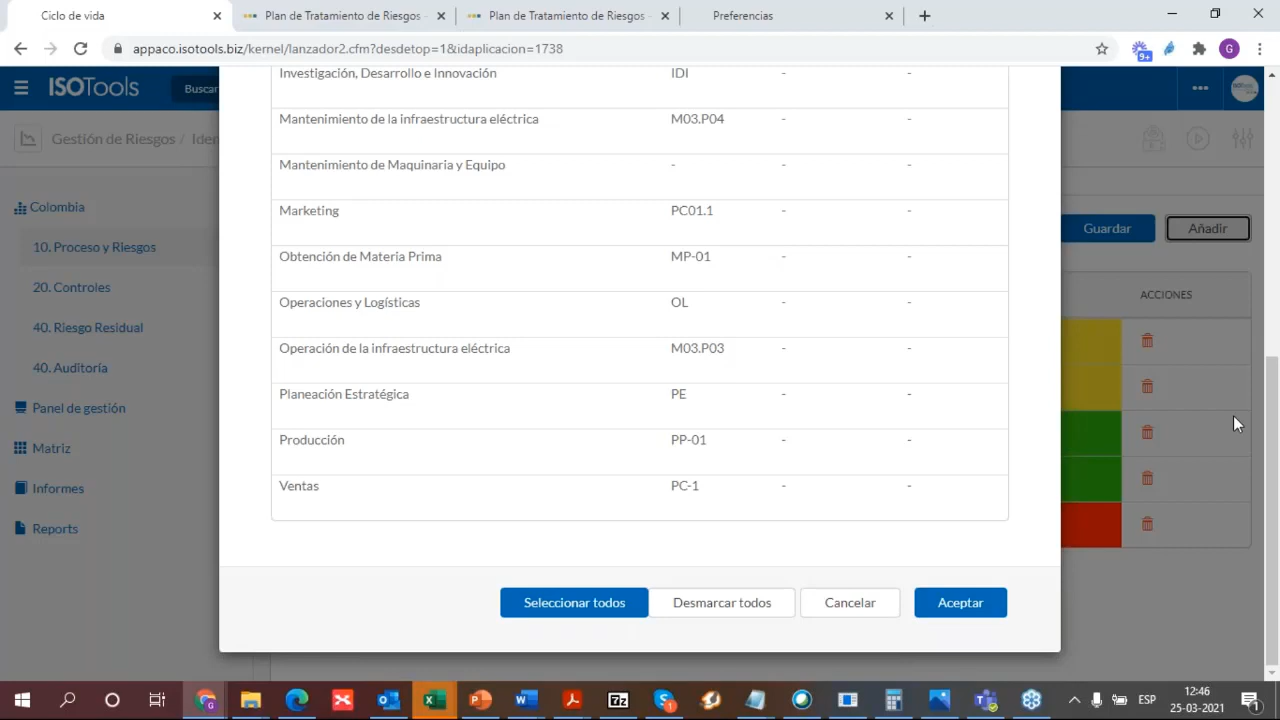 Ciclo de vida
Plan de Tratamiento de Riesgos -
Plan de Tratamiento de Riesgos -
Preferencias
appaco.isotools.biz/kernel/lanzador2.cfm?desdetop=1&idaplicacion=1738
9+
G
ISOTools
Buscar
Gestión de Riesgos / Iden
Colombia
10. Proceso y Riesgos
20. Controles
40. Riesgo Residual
40. Auditoría
Panel de gestión
Matriz
Informes
Reports
Investigación, Desarrollo e Innovación IDI - -
Mantenimiento de la infraestructura eléctrica M03.P04 - -
Mantenimiento de Maquinaria y Equipo - - -
Marketing PC01.1 - -
Obtención de Materia Prima MP-01 - -
Operaciones y Logísticas OL - -
Operación de la infraestructura eléctrica M03.P03 - -
Planeación Estratégica PE - -
Producción PP-01 - -
Ventas PC-1 - -
Seleccionar todos
Desmarcar todos
Cancelar
Aceptar
Guardar
Añadir
ACCIONES
ESP
12:46
25-03-2021